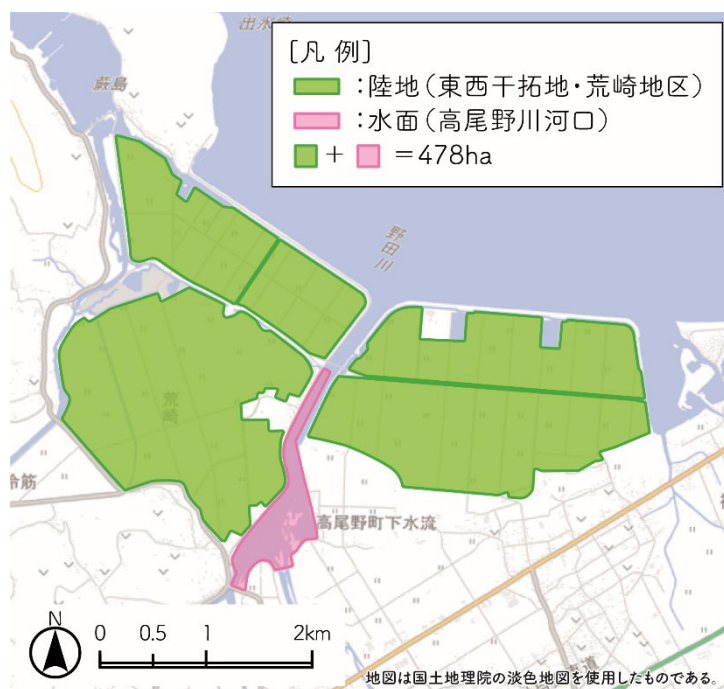 出水
[凡 例]
:陸地(東西干拓地・荒崎地区)
:水面(高尾野川河口)
+ =478ha
蕨島
野田川
荒崎
冷筋
高尾野町下水流
N
0 0.5 1 2km
地図は国土地理院の淡色地図を使用したものである。